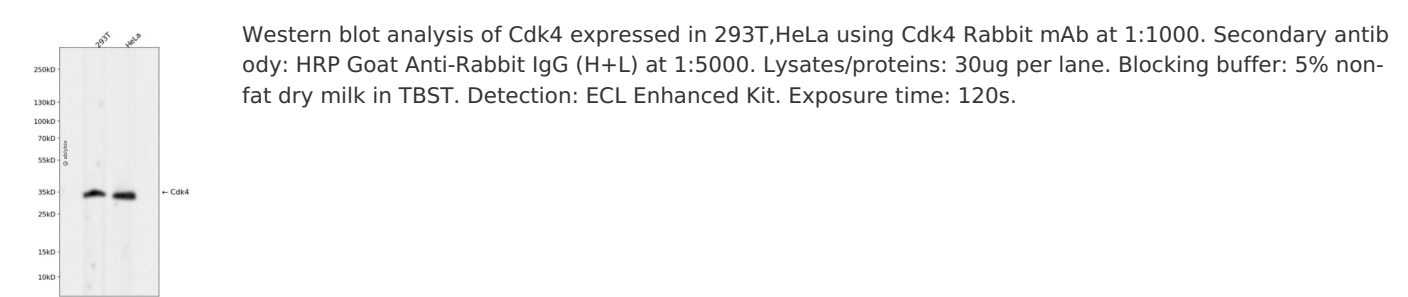 293T HeLa
250kD
130kD
100kD
70kD
55kD
35kD
25kD
15kD
10kD
← Cdk4
Western blot analysis of Cdk4 expressed in 293T,HeLa using Cdk4 Rabbit mAb at 1:1000. Secondary antib
ody: HRP Goat Anti-Rabbit IgG (H+L) at 1:5000. Lysates/proteins: 30ug per lane. Blocking buffer: 5% non-
fat dry milk in TBST. Detection: ECL Enhanced Kit. Exposure time: 120s.